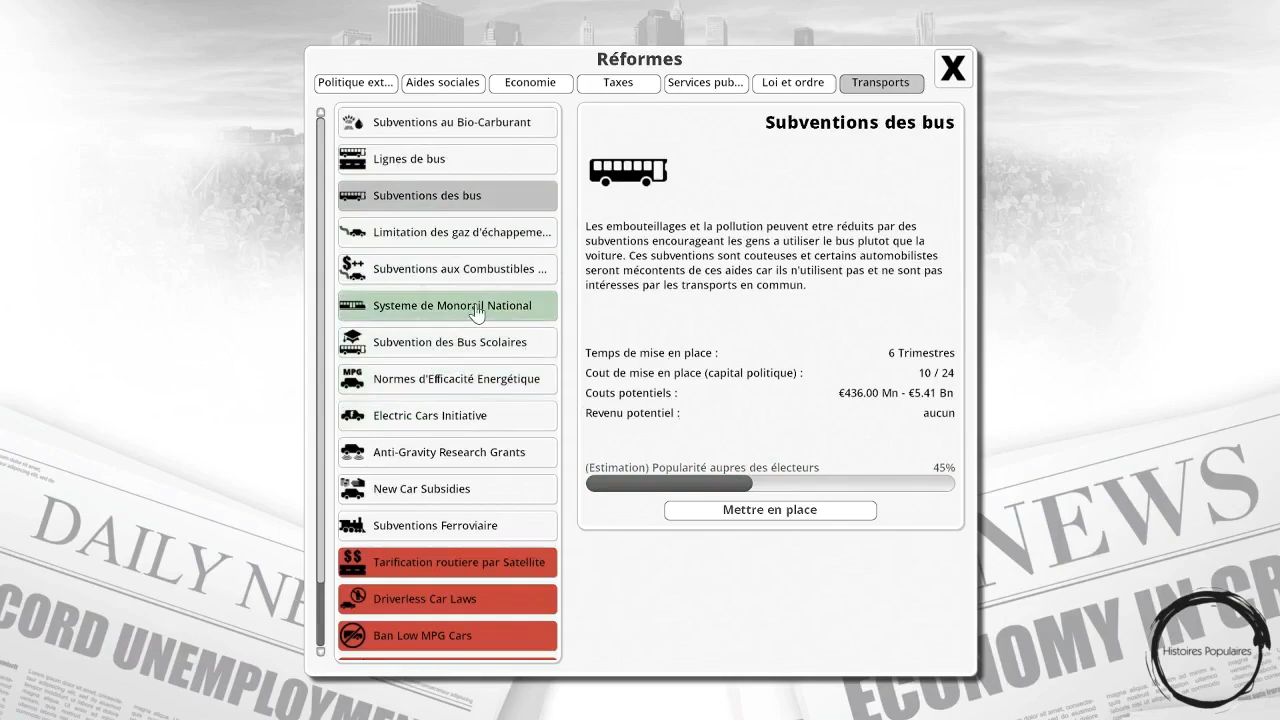 Réformes
X
Politique ext...
Aides sociales
Economie
Taxes
Services pub...
Loi et ordre
Transports
Subventions au Bio-Carburant
Lignes de bus
Subventions des bus
Limitation des gaz d'échappeme...
Subventions aux Combustibles ...
Systeme de Monorail National
Subvention des Bus Scolaires
MPG
Normes d'Efficacité Energétique
Electric Cars Initiative
Anti-Gravity Research Grants
New Car Subsidies
Subventions Ferroviaire
Tarification routiere par Satellite
Driverless Car Laws
Ban Low MPG Cars
Subventions des bus
Les embouteillages et la pollution peuvent etre réduits par des
subventions encourageant les gens a utiliser le bus plutot que la
voiture. Ces subventions sont couteuses et certains automobilistes
seront mécontents de ces aides car ils n'utilisent pas et ne sont pas
intéresses par les transports en commun.
Temps de mise en place : 6 Trimestres
Cout de mise en place (capital politique) : 10 / 24
Couts potentiels : €436.00 Mn - €5.41 Bn
Revenu potentiel : aucun
(Estimation) Popularité aupres des électeurs 45%
Mettre en place
DAILY NE
CORD UNEMPLOYM
NEWS
ECONOMY IN CR
Histoires Populaires